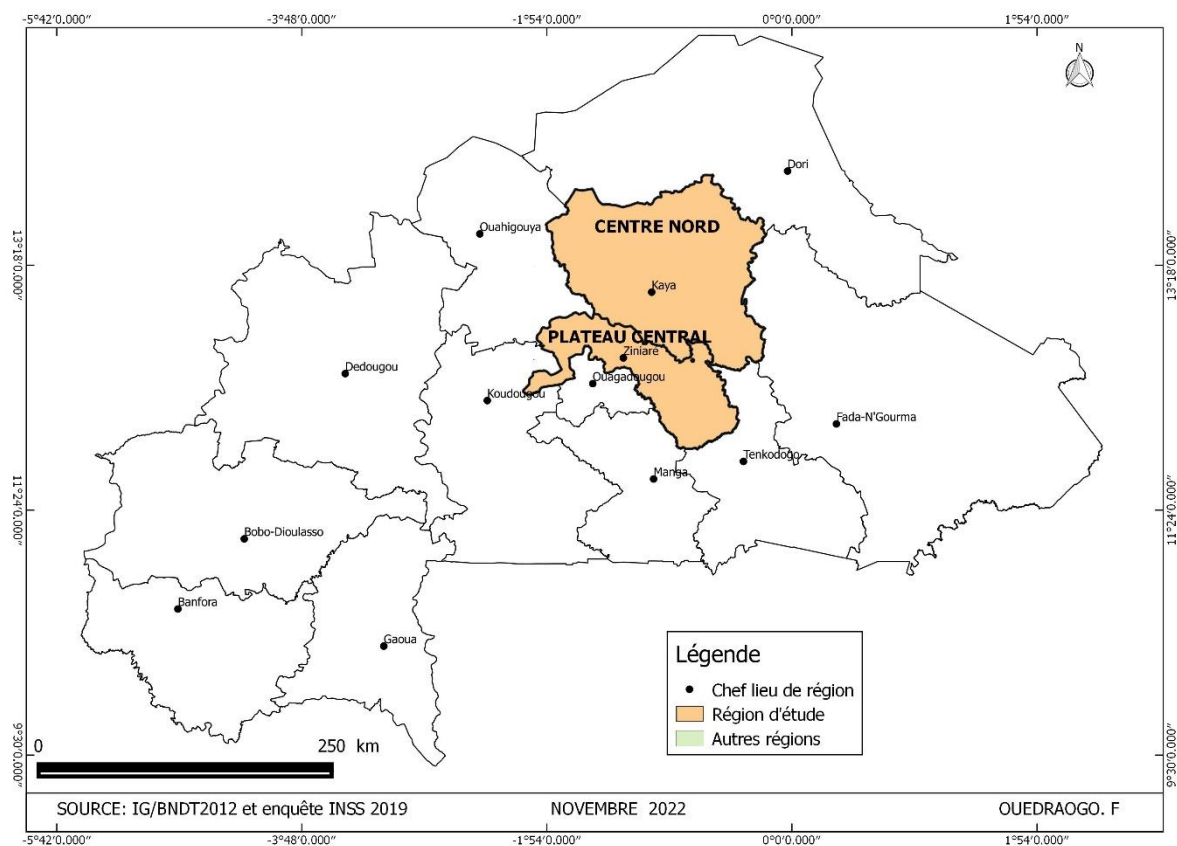 -5°42′0.000″ -3°48′0.000″ -1°54′0.000″ 0°0′0.000″ 1°54′0.000″
N
Dori
Ouahigouya
CENTRE NORD
13°18′0.000″ 13°18′0.000″
Kaya
PLATEAU CENTRAL
Ziniare
Dedougou
Ouagadougou
Koudougou
Fada-N'Gourma
Tenkodogo
Manga
11°24′0.000″ 11°24′0.000″
Bobo-Dioulasso
Banfora
Gaoua
Légende
Chef lieu de région
Région d'étude
Autres régions
0 250 km
9°30′0.000″ 9°30′0.000″
SOURCE: IG/BNDT2012 et enquête INSS 2019 NOVEMBRE 2022 OUEDRAOGO. F
-5°42′0.000″ -3°48′0.000″ -1°54′0.000″ 0°0′0.000″ 1°54′0.000″